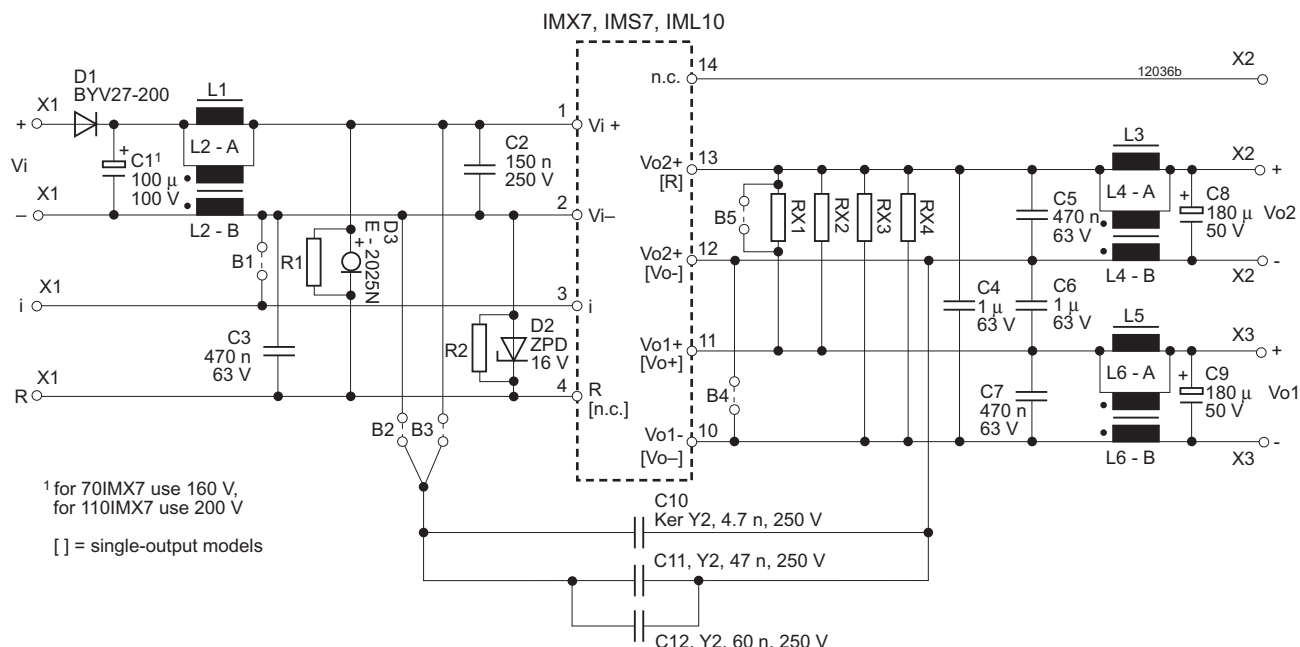 IMX7, IMS7, IML10
D1
BYV27-200
X1
+
L1
L2 - A
L2 - B
Vi
C1¹
100 µ
100 V
+
X1
–
B1
R1
D3
E - 2025N
+
C2
150 n
250 V
X1
i
C3
470 n
63 V
R2
D2
ZPD
16 V
X1
R
B2
B3
1
Vi +
2
Vi–
3
i
4
R
[n.c.]
14
n.c.
13
Vo2+
[R]
12
Vo2+
[Vo-]
11
Vo1+
[Vo+]
10
Vo1-
[Vo–]
12036b
X2
B5
RX1
RX2
RX3
RX4
B4
C4
1 µ
63 V
C5
470 n
63 V
C6
1 µ
63 V
C7
470 n
63 V
L3
L4 - A
L4 - B
X2
+
+
C8
180 µ
50 V
Vo2
-
X2
L5
L6 - A
L6 - B
X3
+
+
C9
180 µ
50 V
Vo1
-
X3
¹ for 70IMX7 use 160 V,
for 110IMX7 use 200 V
[ ] = single-output models
C10
Ker Y2, 4.7 n, 250 V
C11, Y2, 47 n, 250 V
C12, Y2, 60 n, 250 V